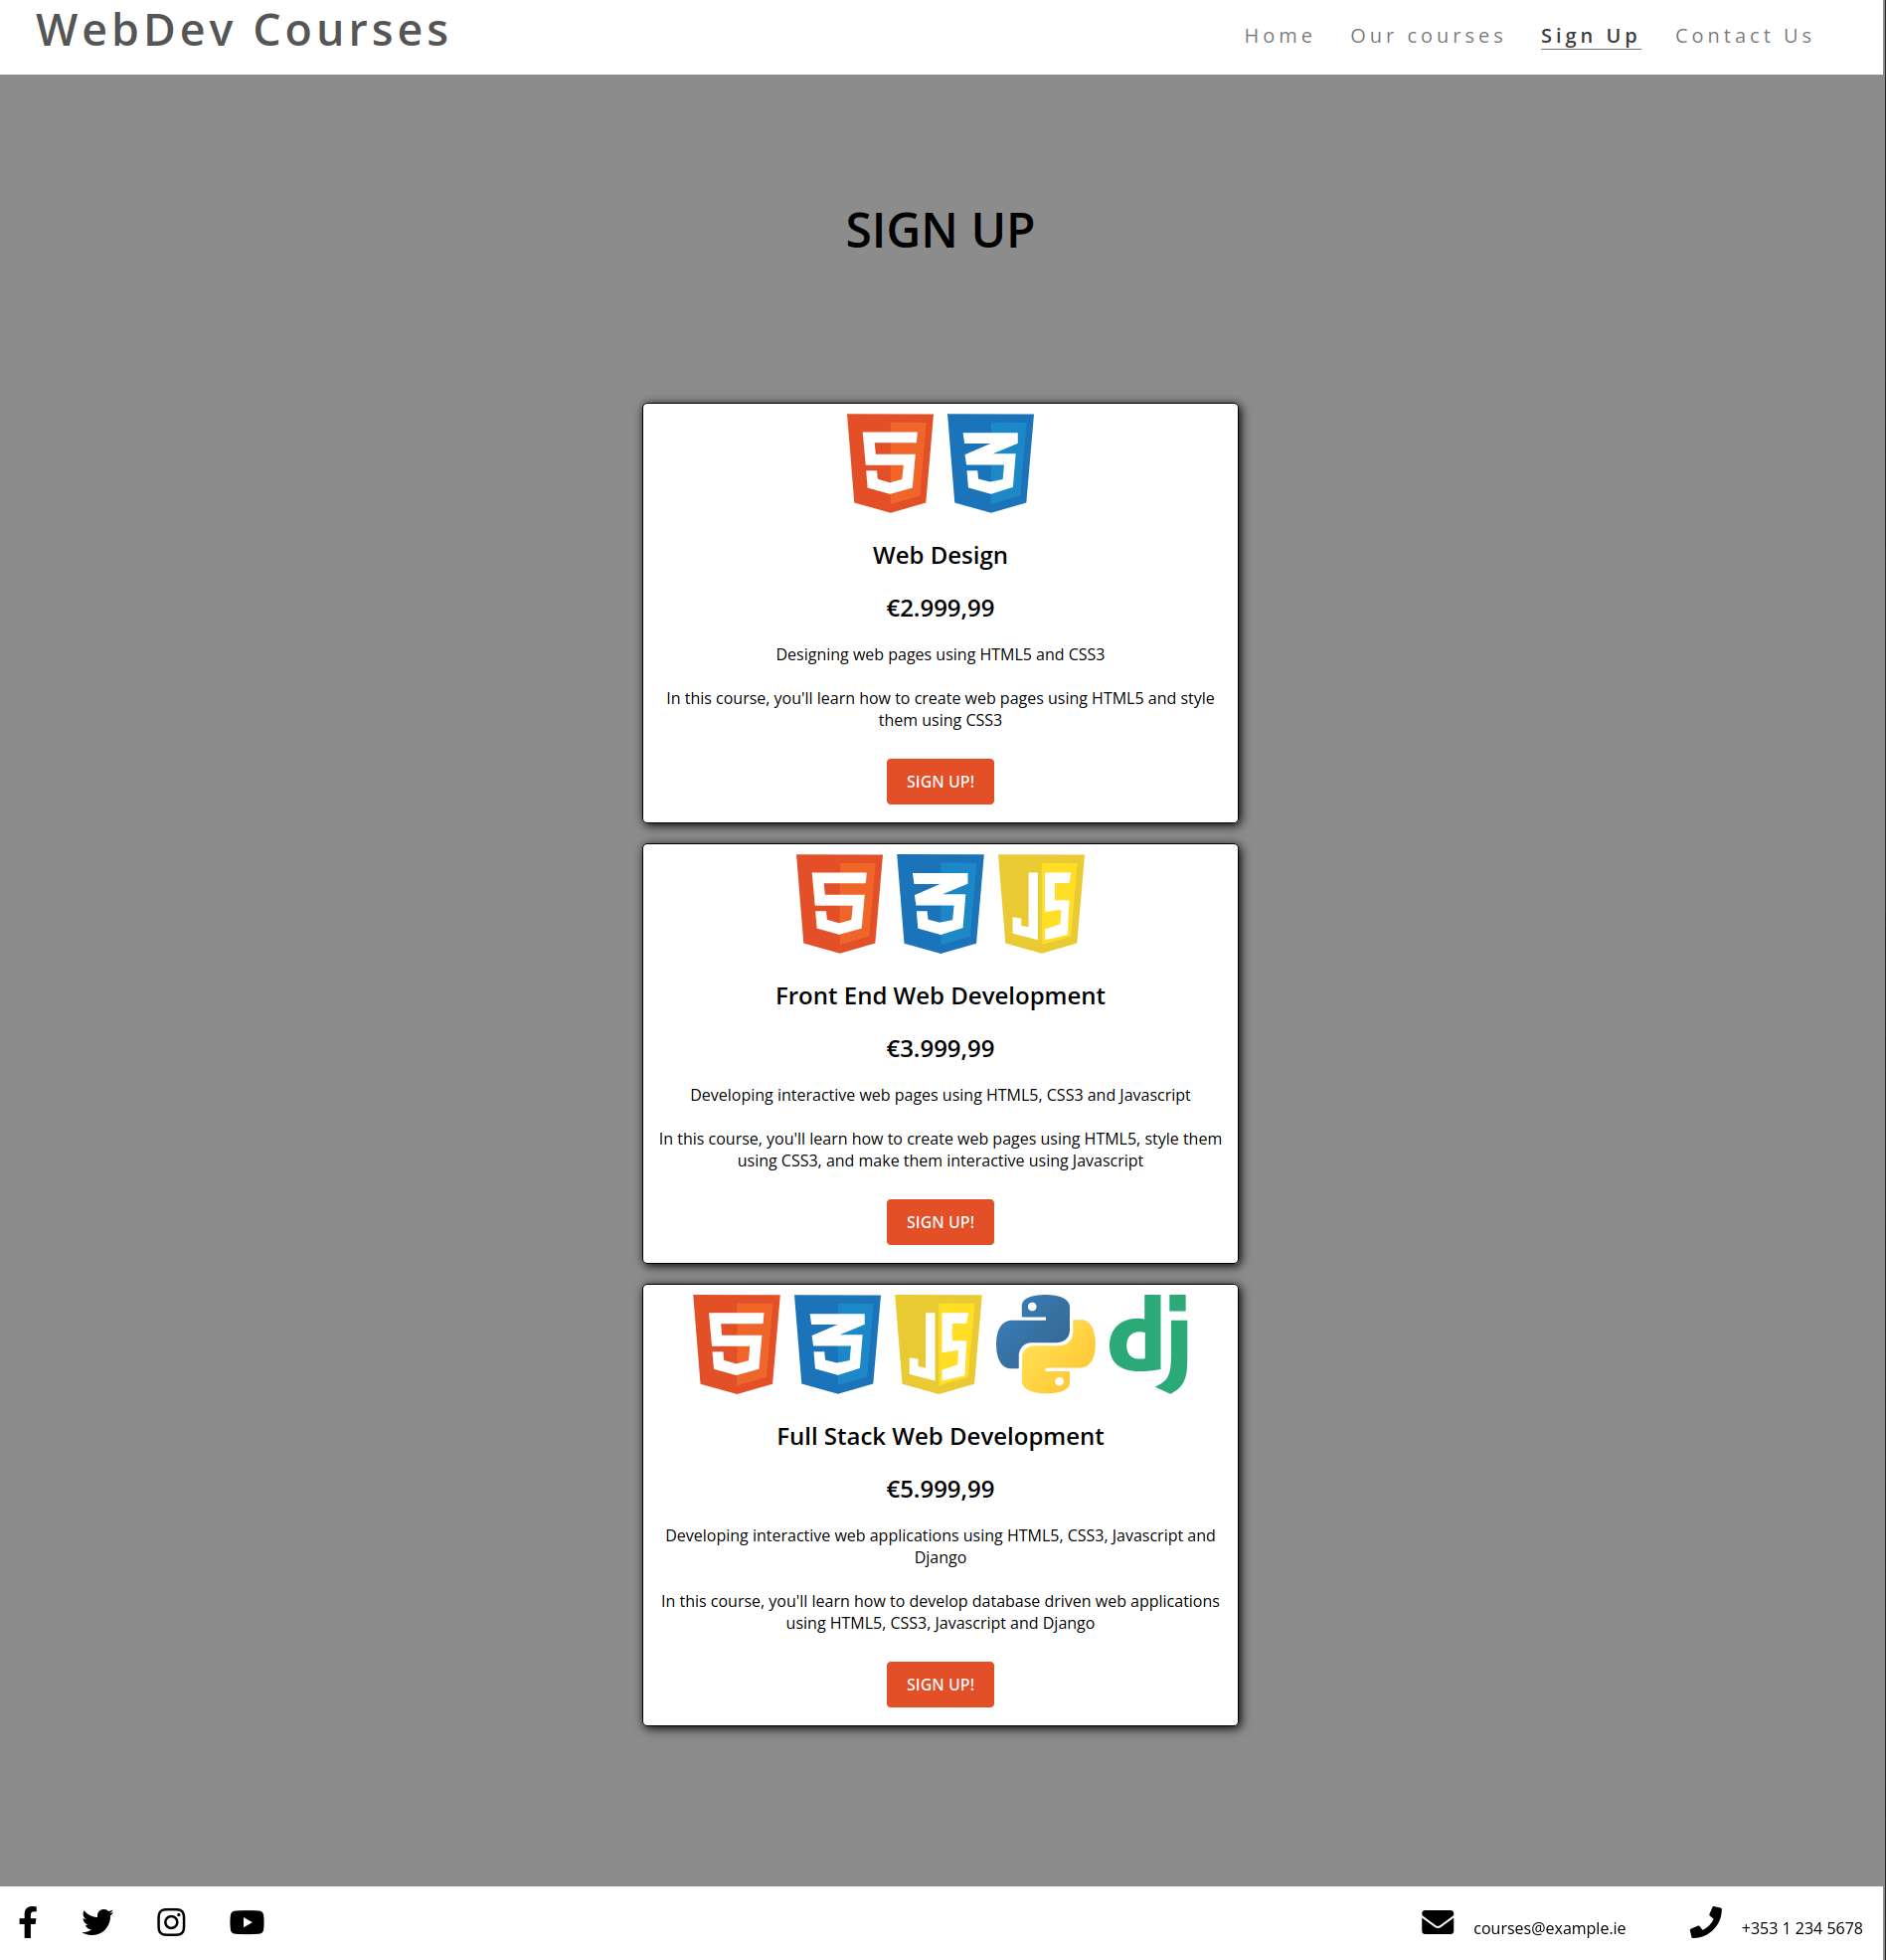 WebDev Courses
Home Our courses Sign Up Contact Us
SIGN UP
5 3
Web Design
€2.999,99
Designing web pages using HTML5 and CSS3
In this course, you'll learn how to create web pages using HTML5 and style
them using CSS3
SIGN UP!
5 3 JS
Front End Web Development
€3.999,99
Developing interactive web pages using HTML5, CSS3 and Javascript
In this course, you'll learn how to create web pages using HTML5, style them
using CSS3, and make them interactive using Javascript
SIGN UP!
5 3 JS dj
Full Stack Web Development
€5.999,99
Developing interactive web applications using HTML5, CSS3, Javascript and
Django
In this course, you'll learn how to develop database driven web applications
using HTML5, CSS3, Javascript and Django
SIGN UP!
courses@example.ie +353 1 234 5678